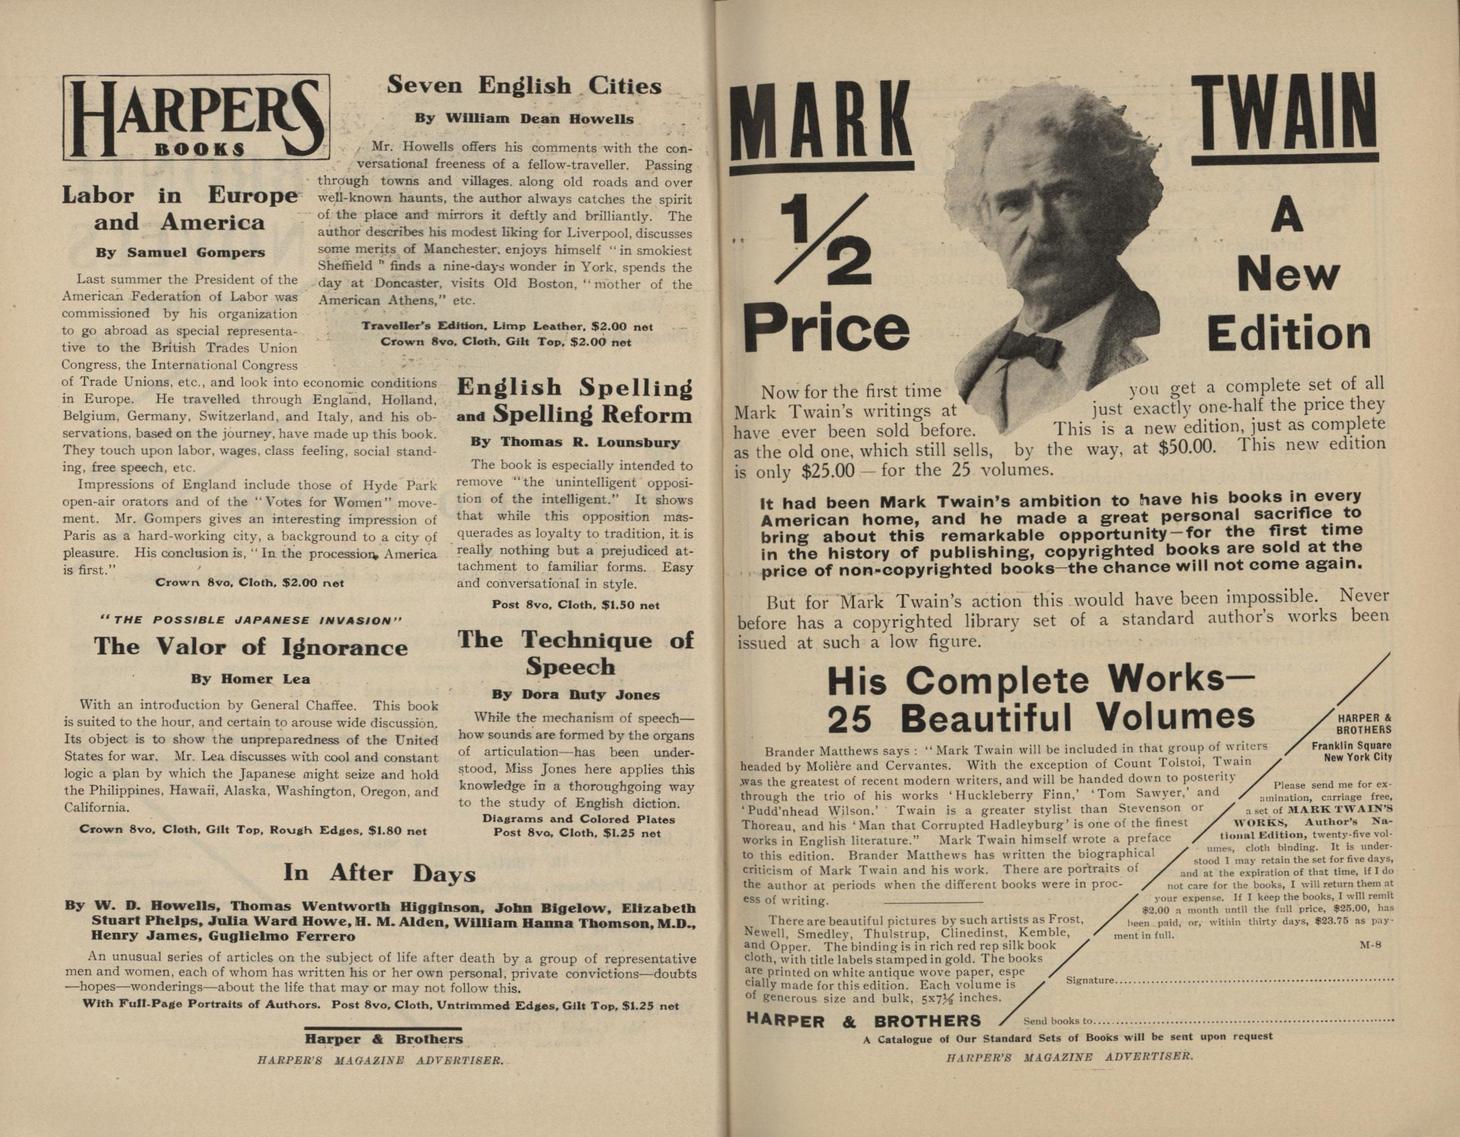 HARPERS
BOOKS
Labor in Europe
and America
By Samuel Gompers
Last summer the President of the
American Federation of Labor was
commissioned by his organization
to go abroad as special representa-
tive to the British Trades Union
Congress, the International Congress
of Trade Unions, etc., and look into economic conditions
in Europe. He travelled through England, Holland,
Belgium, Germany, Switzerland, and Italy, and his ob-
servations, based on the journey, have made up this book.
They touch upon labor, wages, class feeling, social stand-
ing, free speech, etc.
Impressions of England include those of Hyde Park
open-air orators and of the "Votes for Women" move-
ment. Mr. Gompers gives an interesting impression of
Paris as a hard-working city, a background to a city of
pleasure. His conclusion is, "In the procession, America
is first."
Crown 8vo, Cloth, $2.00 net
"THE POSSIBLE JAPANESE INVASION"
The Valor of Ignorance
By Homer Lea
With an introduction by General Chaffee. This book
is suited to the hour, and certain to arouse wide discussion.
Its object is to show the unpreparedness of the United
States for war. Mr. Lea discusses with cool and constant
logic a plan by which the Japanese might seize and hold
the Philippines, Hawaii, Alaska, Washington, Oregon, and
California.
Crown 8vo, Cloth, Gilt Top, Rough Edges, $1.80 net
Seven English Cities
By William Dean Howells
Mr. Howells offers his comments with the con-
versational freeness of a fellow-traveller. Passing
through towns and villages, along old roads and over
well-known haunts, the author always catches the spirit
of the place and mirrors it deftly and brilliantly. The
author describes his modest liking for Liverpool, discusses
some merits of Manchester, enjoys himself "in smokiest
Sheffield" finds a nine-days wonder in York, spends the
day at Doncaster, visits Old Boston, "mother of the
American Athens," etc.
Traveller's Edition, Limp Leather, $2.00 net
Crown 8vo, Cloth, Gilt Top, $2.00 net
English Spelling
and Spelling Reform
By Thomas R. Lounsbury
The book is especially intended to
remove "the unintelligent opposi-
tion of the intelligent." It shows
that while this opposition mas-
querades as loyalty to tradition, it is
really nothing but a prejudiced at-
tachment to familiar forms. Easy
and conversational in style.
Post 8vo, Cloth, $1.50 net
The Technique of
Speech
By Dora Duty Jones
While the mechanism of speech—
how sounds are formed by the organs
of articulation—has been under-
stood, Miss Jones here applies this
knowledge in a thoroughgoing way
to the study of English diction.
Diagrams and Colored Plates
Post 8vo, Cloth, $1.25 net
In After Days
By W. D. Howells, Thomas Wentworth Higginson, John Bigelow, Elizabeth
Stuart Phelps, Julia Ward Howe, H. M. Alden, William Hanna Thomson, M.D.,
Henry James, Guglielmo Ferrero
An unusual series of articles on the subject of life after death by a group of representative
men and women, each of whom has written his or her own personal, private convictions—doubts
—hopes—wonderings—about the life that may or may not follow this.
With Full-Page Portraits of Authors. Post 8vo, Cloth, Untrimmed Edges, Gilt Top, $1.25 net
Harper & Brothers
HARPER'S MAGAZINE ADVERTISER.
MARK TWAIN
1/2
Price
A
New
Edition
Now for the first time you get a complete set of all
Mark Twain's writings at just exactly one-half the price they
have ever been sold before. This is a new edition, just as complete
as the old one, which still sells, by the way, at $50.00. This new edition
is only $25.00—for the 25 volumes.
It had been Mark Twain's ambition to have his books in every
American home, and he made a great personal sacrifice to
bring about this remarkable opportunity—for the first time
in the history of publishing, copyrighted books are sold at the
price of non-copyrighted books—the chance will not come again.
But for Mark Twain's action this would have been impossible. Never
before has a copyrighted library set of a standard author's works been
issued at such a low figure.
His Complete Works—
25 Beautiful Volumes
Brander Matthews says: "Mark Twain will be included in that group of writers
headed by Molière and Cervantes. With the exception of Count Tolstoi, Twain
was the greatest of recent modern writers, and will be handed down to posterity
through the trio of his works 'Huckleberry Finn,' 'Tom Sawyer,' and
'Pudd'nhead Wilson.' Twain is a greater stylist than Stevenson or
Thoreau, and his 'Man that Corrupted Hadleyburg' is one of the finest
works in English literature." Mark Twain himself wrote a preface
to this edition. Brander Matthews has written the biographical
criticism of Mark Twain and his work. There are portraits of
the author at periods when the different books were in proc-
ess of writing.
There are beautiful pictures by such artists as Frost,
Newell, Smedley, Thulstrup, Clinedinst, Kemble,
and Opper. The binding is in rich red rep silk book
cloth, with title labels stamped in gold. The books
are printed on white antique wove paper, espe
cially made for this edition. Each volume is
of generous size and bulk, 5x7½ inches.
HARPER & BROTHERS
HARPER &
BROTHERS
Franklin Square
New York City
Please send me for ex-
amination, carriage free,
a set of MARK TWAIN'S
WORKS, Author's Na-
tional Edition, twenty-five vol-
umes, cloth binding. It is under-
stood I may retain the set for five days,
and at the expiration of that time, if I do
not care for the books, I will return them at
your expense. If I keep the books, I will remit
$2.00 a month until the full price, $25.00, has
been paid, or, within thirty days, $23.75 as pay-
ment in full.
M-8
Signature
Send books to
A Catalogue of Our Standard Sets of Books will be sent upon request
HARPER'S MAGAZINE ADVERTISER.